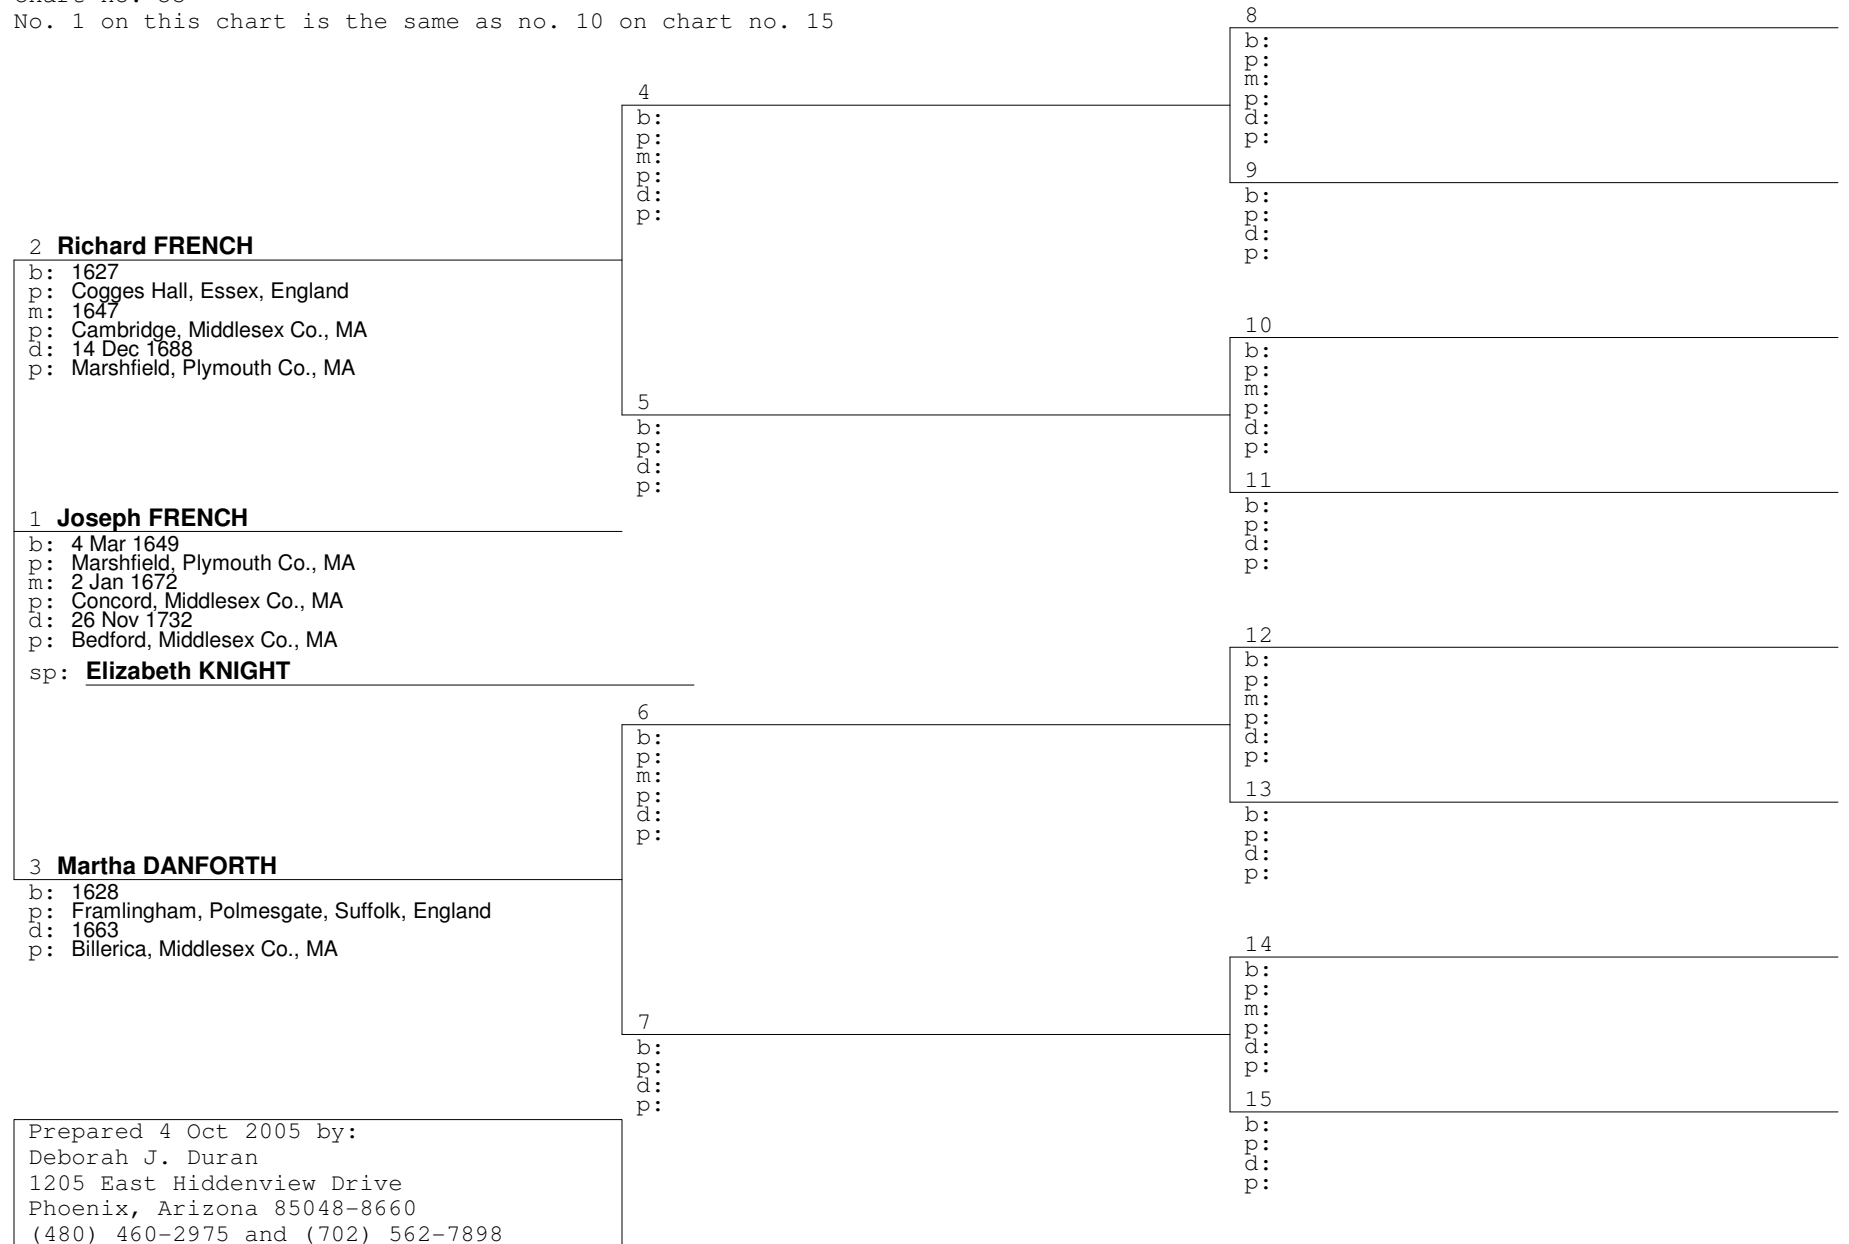 No. 1 on this chart is the same as no. 10 on chart no. 15
8
b:
p:
m:
p:
d:
p:
4
b:
p:
m:
p:
d:
p:
9
b:
p:
d:
p:
2 Richard FRENCH
b: 1627
p: Cogges Hall, Essex, England
m: 1647
p: Cambridge, Middlesex Co., MA
d: 14 Dec 1688
p: Marshfield, Plymouth Co., MA
10
b:
p:
m:
p:
d:
p:
5
b:
p:
d:
p:
11
b:
p:
d:
p:
1 Joseph FRENCH
b: 4 Mar 1649
p: Marshfield, Plymouth Co., MA
m: 2 Jan 1672
p: Concord, Middlesex Co., MA
d: 26 Nov 1732
p: Bedford, Middlesex Co., MA
sp: Elizabeth KNIGHT
12
b:
p:
m:
p:
d:
p:
6
b:
p:
m:
p:
d:
p:
13
b:
p:
d:
p:
3 Martha DANFORTH
b: 1628
p: Framlingham, Polmesgate, Suffolk, England
d: 1663
p: Billerica, Middlesex Co., MA
14
b:
p:
m:
p:
d:
p:
7
b:
p:
d:
p:
15
b:
p:
d:
p:
Prepared 4 Oct 2005 by:
Deborah J. Duran
1205 East Hiddenview Drive
Phoenix, Arizona 85048-8660
(480) 460-2975 and (702) 562-7898